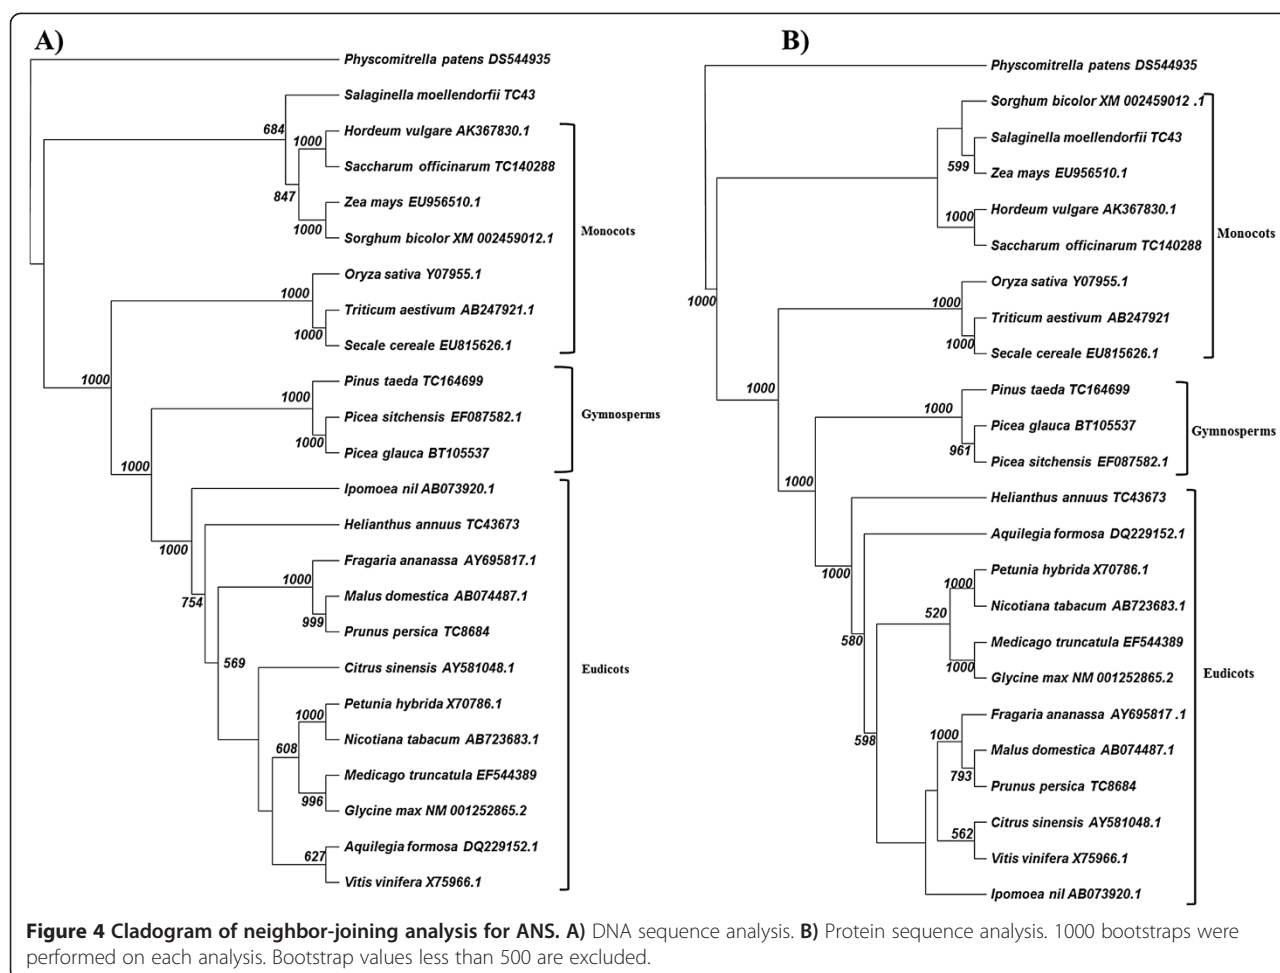 A)
Physcomitrella patens DS544935
Salaginella moellendorfii TC43
684
Hordeum vulgare AK367830.1
1000
Saccharum officinarum TC140288
847
Zea mays EU956510.1
1000
Sorghum bicolor XM 002459012.1
Monocots
Oryza sativa Y07955.1
1000
Triticum aestivum AB247921.1
1000
Secale cereale EU815626.1
1000
Pinus taeda TC164699
1000
Picea sitchensis EF087582.1
Gymnosperms
1000
Picea glauca BT105537
1000
Ipomoea nil AB073920.1
Helianthus annuus TC43673
1000
Fragaria ananassa AY695817.1
1000
Malus domestica AB074487.1
754
999
Prunus persica TC8684
569
Citrus sinensis AY581048.1
Eudicots
Petunia hybrida X70786.1
1000
Nicotiana tabacum AB723683.1
608
Medicago truncatula EF544389
996
Glycine max NM 001252865.2
Aquilegia formosa DQ229152.1
627
Vitis vinifera X75966.1
B)
Physcomitrella patens DS544935
Sorghum bicolor XM 002459012 .1
Salaginella moellendorfii TC43
599
Zea mays EU956510.1
Hordeum vulgare AK367830.1
1000
Monocots
Saccharum officinarum TC140288
Oryza sativa Y07955.1
1000
1000
Triticum aestivum AB247921
1000
Secale cereale EU815626.1
1000
Pinus taeda TC164699
1000
Picea glauca BT105537
Gymnosperms
961
Picea sitchensis EF087582.1
1000
Helianthus annuus TC43673
Aquilegia formosa DQ229152.1
1000
Petunia hybrida X70786.1
1000
Nicotiana tabacum AB723683.1
520
580
Medicago truncatula EF544389
1000
Glycine max NM 001252865.2
Eudicots
Fragaria ananassa AY695817 .1
1000
598
Malus domestica AB074487.1
793
Prunus persica TC8684
Citrus sinensis AY581048.1
562
Vitis vinifera X75966.1
Ipomoea nil AB073920.1
Figure 4 Cladogram of neighbor-joining analysis for ANS. A) DNA sequence analysis. B) Protein sequence analysis. 1000 bootstraps were
performed on each analysis. Bootstrap values less than 500 are excluded.